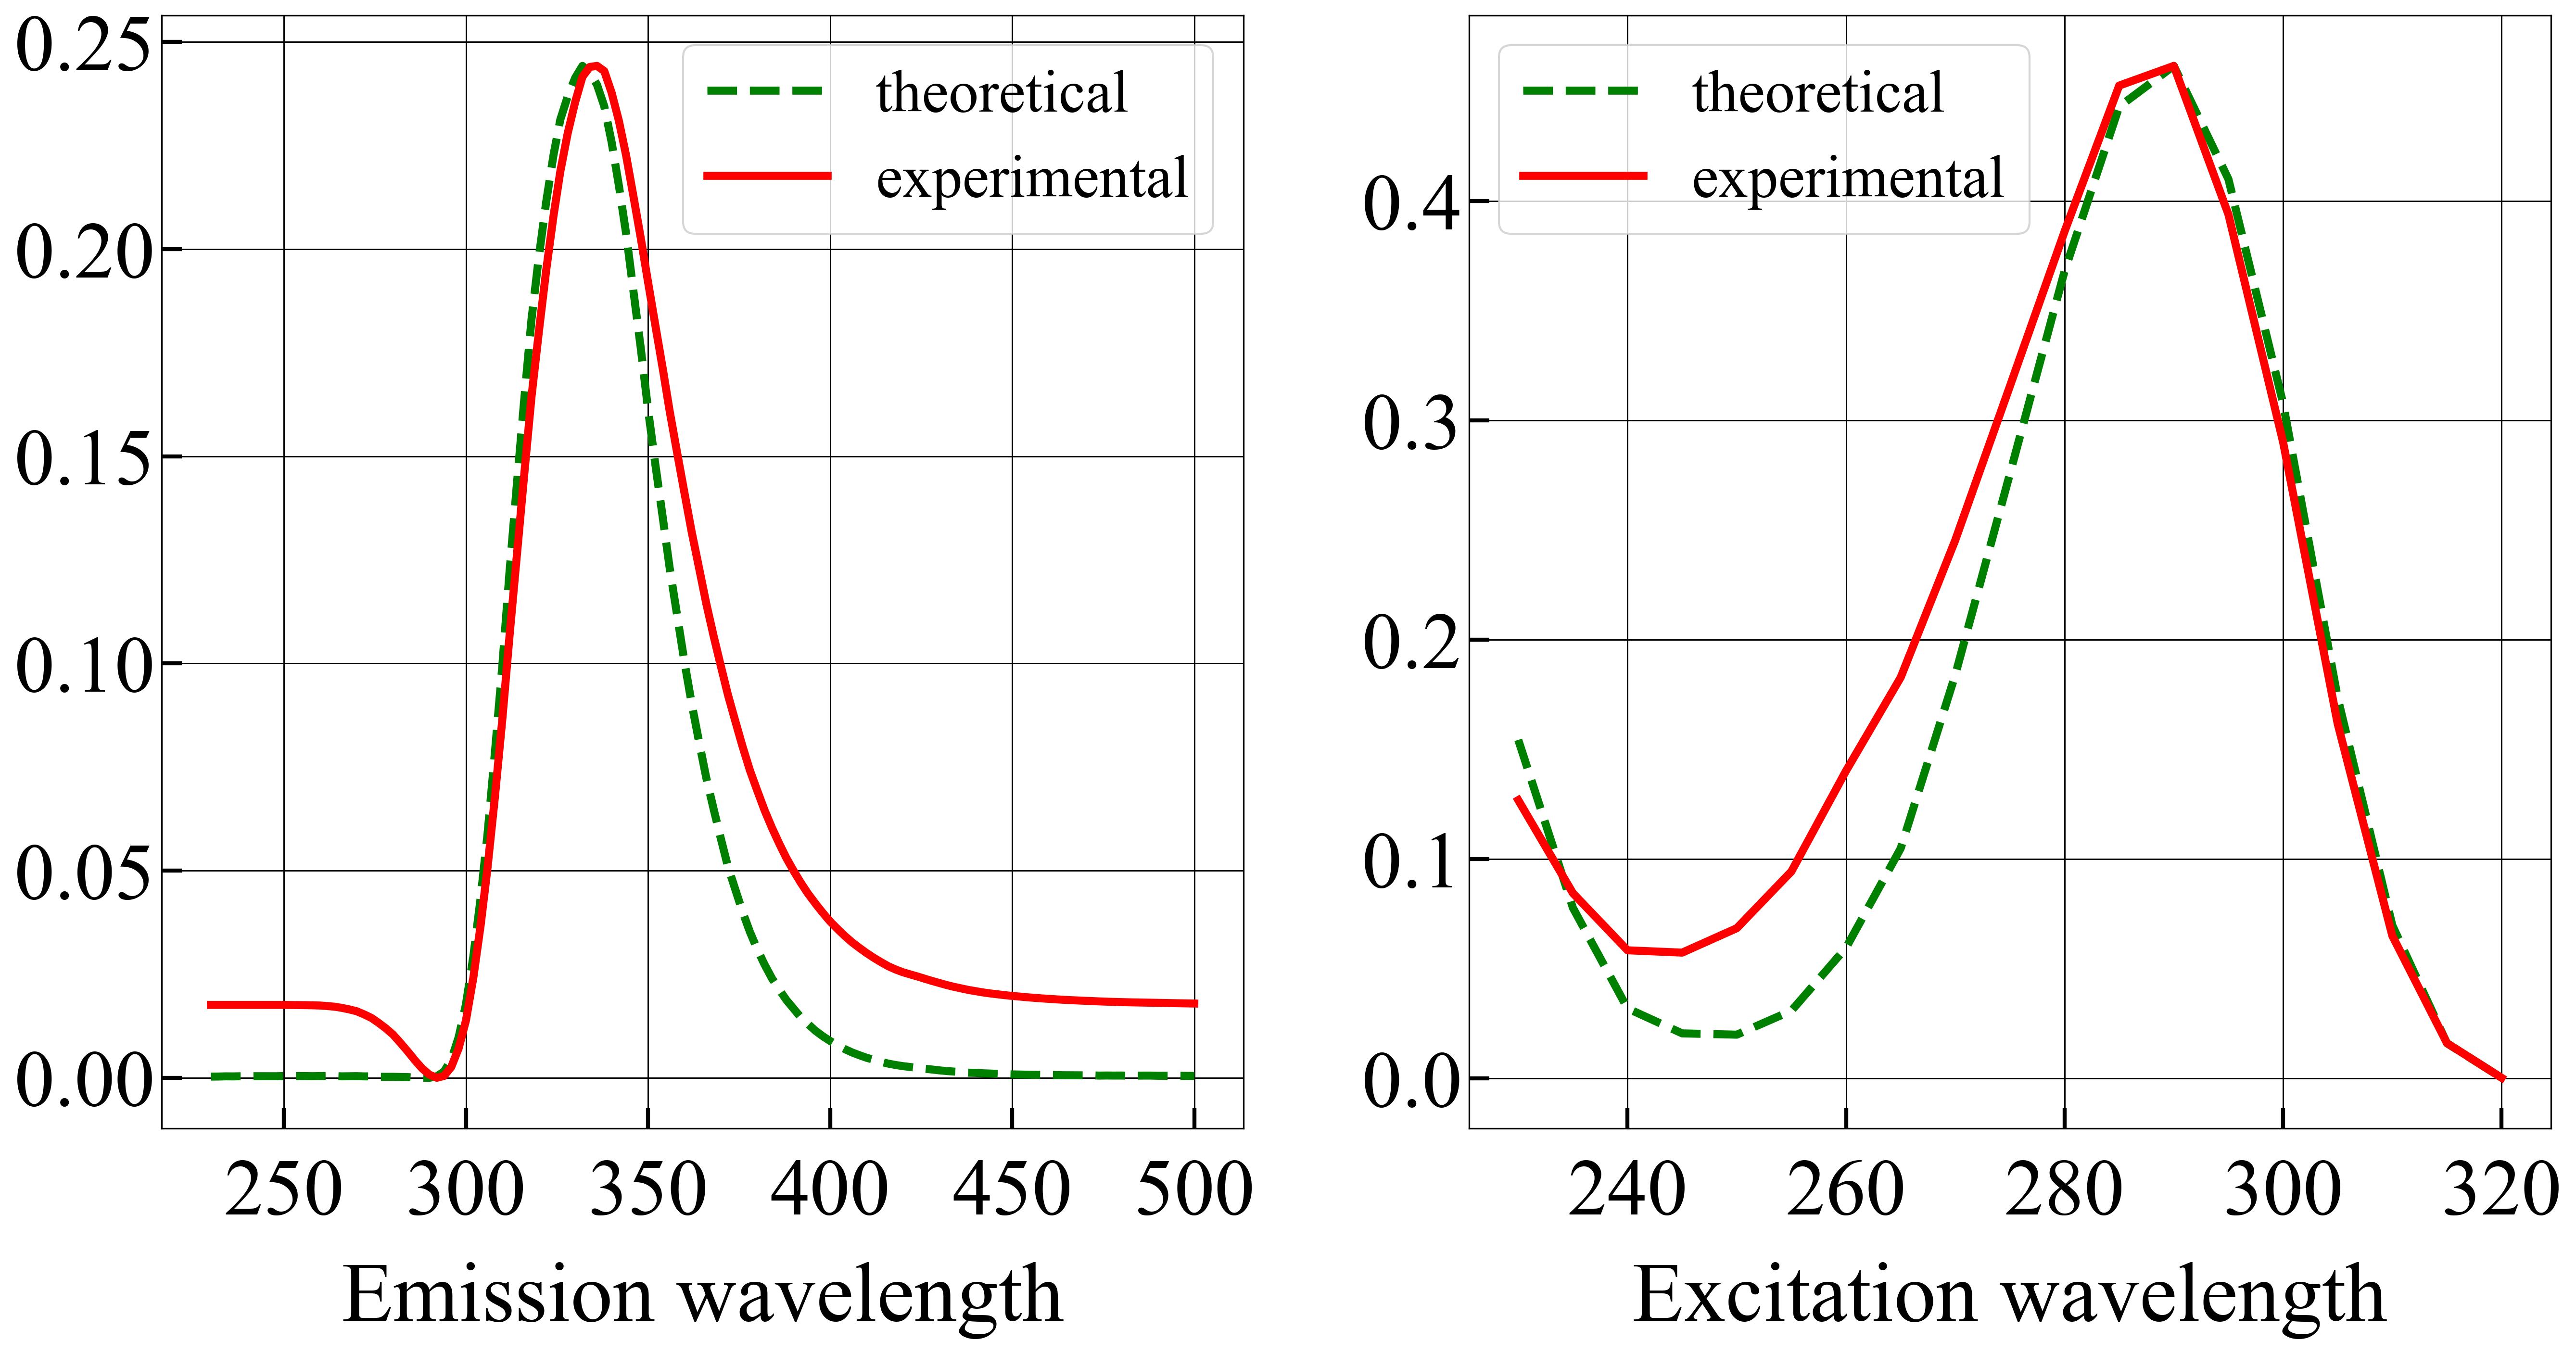 0.25
0.20
0.15
0.10
0.05
0.00
theoretical
experimental
250 300 350 400 450 500
Emission wavelength
0.4
0.3
0.2
0.1
0.0
theoretical
experimental
240 260 280 300 320
Excitation wavelength